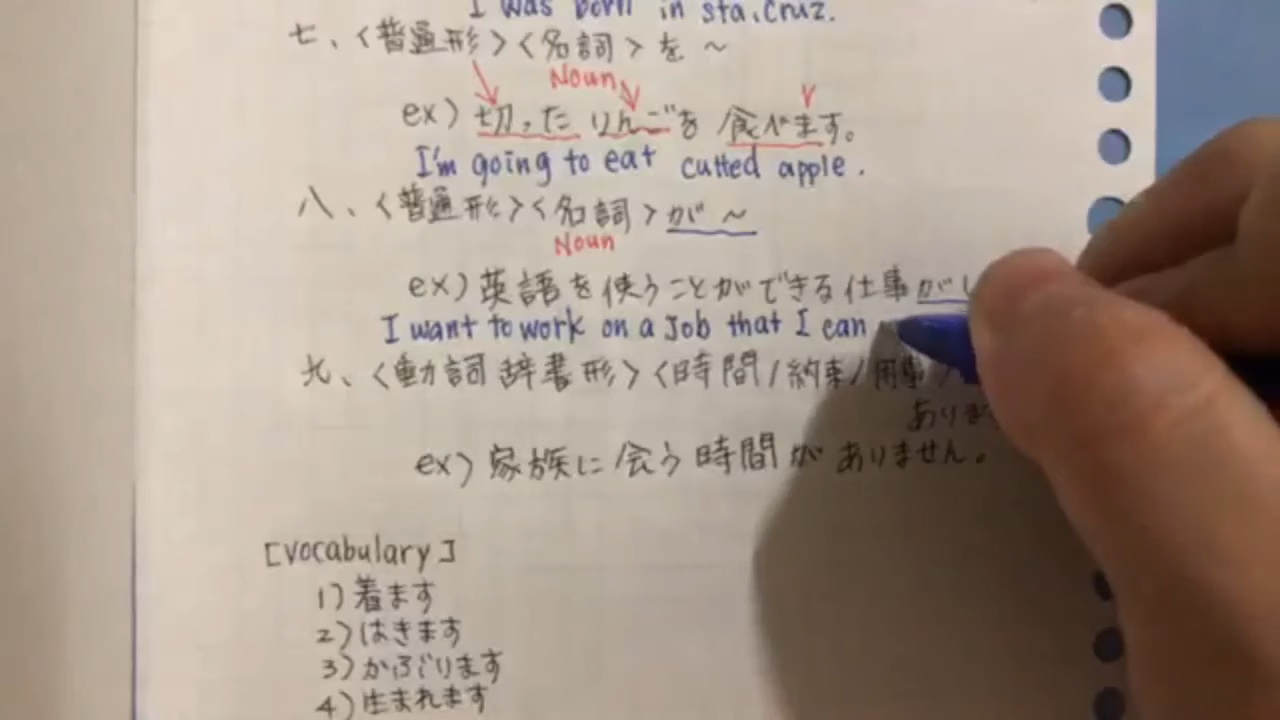 I was born in sta.cruz.
七、<普通形><名詞>を～
Noun
V
ex) 切ったりんごを食べます。
I'm going to eat cutted apple.
八、<普通形><名詞>が～
Noun
ex) 英語を使うことができる仕事がし
I want to work on a Job that I can
九、<動詞辞書形><時間/約束/用事>
ありま
ex) 家族に会う時間がありません。
[vocabulary]
1) 着ます
2) はきます
3) かぶります
4) 生まれます